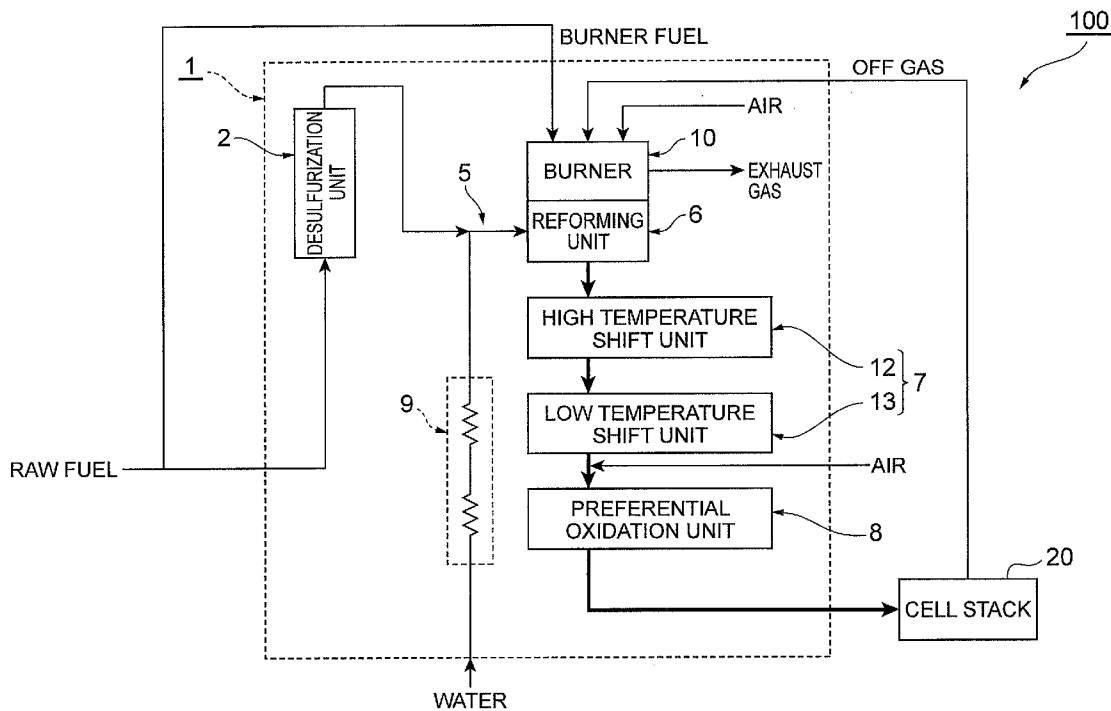 100
BURNER FUEL
1
OFF GAS
AIR
2
DESULFURIZATION
UNIT
10
BURNER
EXHAUST
GAS
5
REFORMING
UNIT
6
HIGH TEMPERATURE
SHIFT UNIT
12
7
9
LOW TEMPERATURE
SHIFT UNIT
13
RAW FUEL
AIR
PREFERENTIAL
OXIDATION UNIT
8
20
CELL STACK
WATER